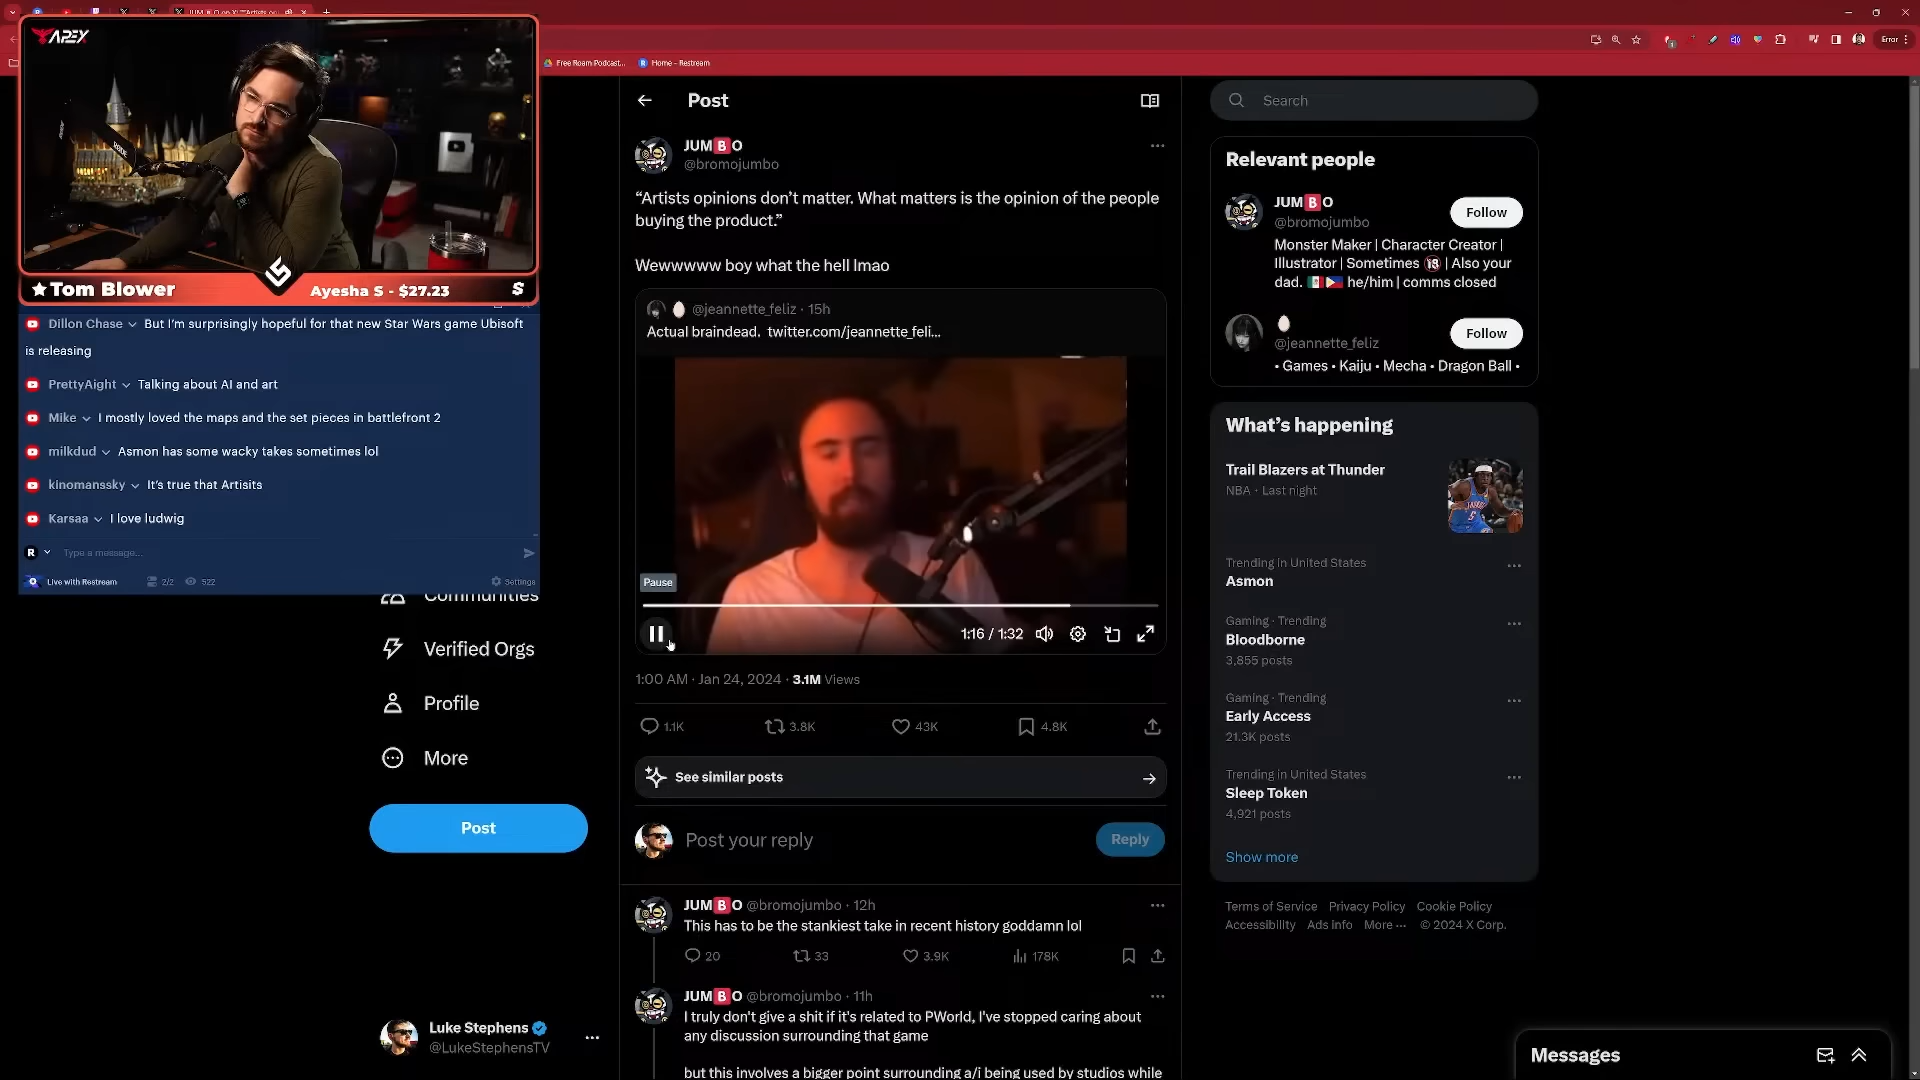 APEX
★Tom Blower
Ayesha S - $27.23
Dillon Chase But I'm surprisingly hopeful for that new Star Wars game Ubisoft
is releasing
PrettyAight Talking about AI and art
Mike I mostly loved the maps and the set pieces in battlefront 2
milkdud Asmon has some wacky takes sometimes lol
kinomanssky It's true that Artisits
Karsaa I love ludwig
R Type a message...
Live with Restream 2/2 522 Settings
Communities
Verified Orgs
Profile
More
Post
Luke Stephens
@LukeStephensTV
Error
Free Roam Podcast...
Home - Restream
Post
JUMBO
@bromojumbo
“Artists opinions don’t matter. What matters is the opinion of the people
buying the product.”
Wewwwww boy what the hell lmao
@jeannette_feliz · 15h
Actual braindead. twitter.com/jeannette_feli...
Pause
1:16 / 1:32
1:00 AM · Jan 24, 2024 · 3.1M Views
1.1K 3.8K 43K 4.8K
See similar posts
Post your reply
Reply
JUMBO @bromojumbo · 12h
This has to be the stankiest take in recent history goddamn lol
20 33 3.9K 178K
JUMBO @bromojumbo · 11h
I truly don't give a shit if it's related to PWorld, I've stopped caring about
any discussion surrounding that game
but this involves a bigger point surrounding a/i being used by studios while
Search
Relevant people
JUMBO
@bromojumbo
Follow
Monster Maker | Character Creator |
Illustrator | Sometimes 🔞 | Also your
dad. 🇲🇽🇵🇭 he/him | comms closed
@jeannette_feliz
Follow
• Games • Kaiju • Mecha • Dragon Ball •
What’s happening
Trail Blazers at Thunder
NBA · Last night
Trending in United States
Asmon
Gaming · Trending
Bloodborne
3,855 posts
Gaming · Trending
Early Access
21.3K posts
Trending in United States
Sleep Token
4,921 posts
Show more
Terms of Service Privacy Policy Cookie Policy
Accessibility Ads info More ··· © 2024 X Corp.
Messages